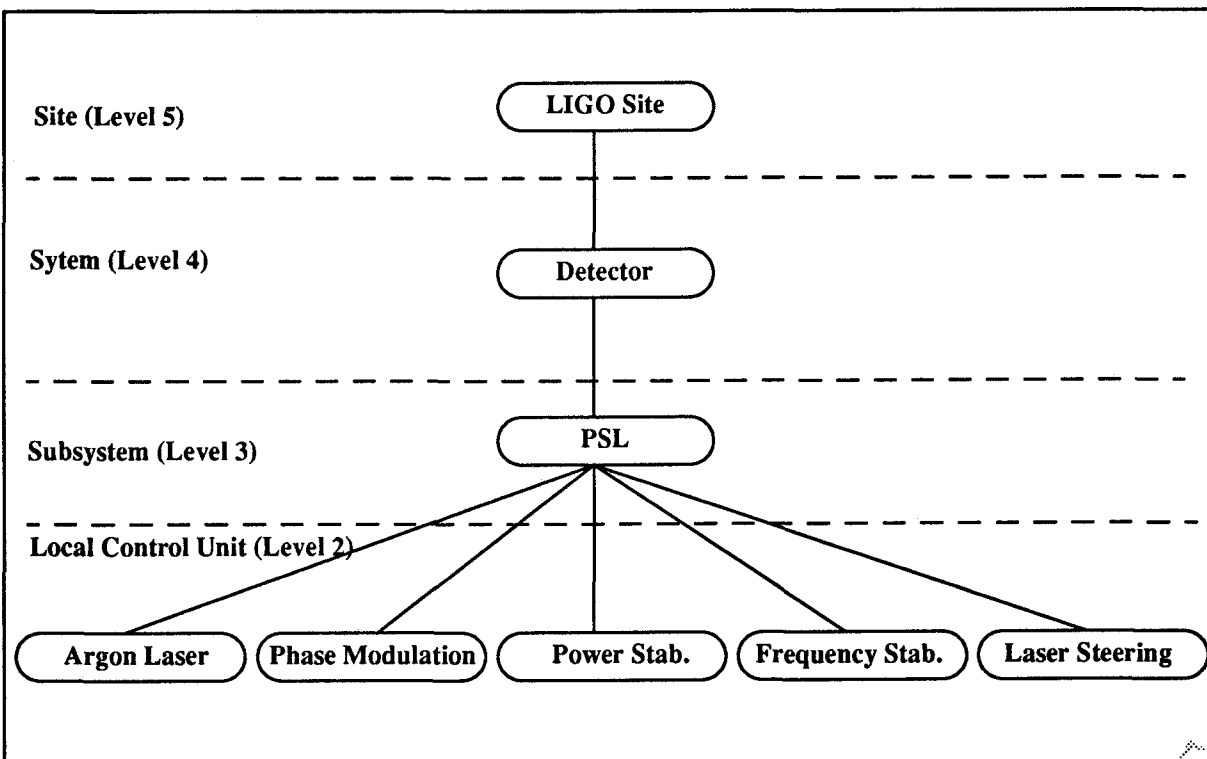 Site (Level 5)
LIGO Site
Sytem (Level 4)
Detector
Subsystem (Level 3)
PSL
Local Control Unit (Level 2)
Argon Laser
Phase Modulation
Power Stab.
Frequency Stab.
Laser Steering